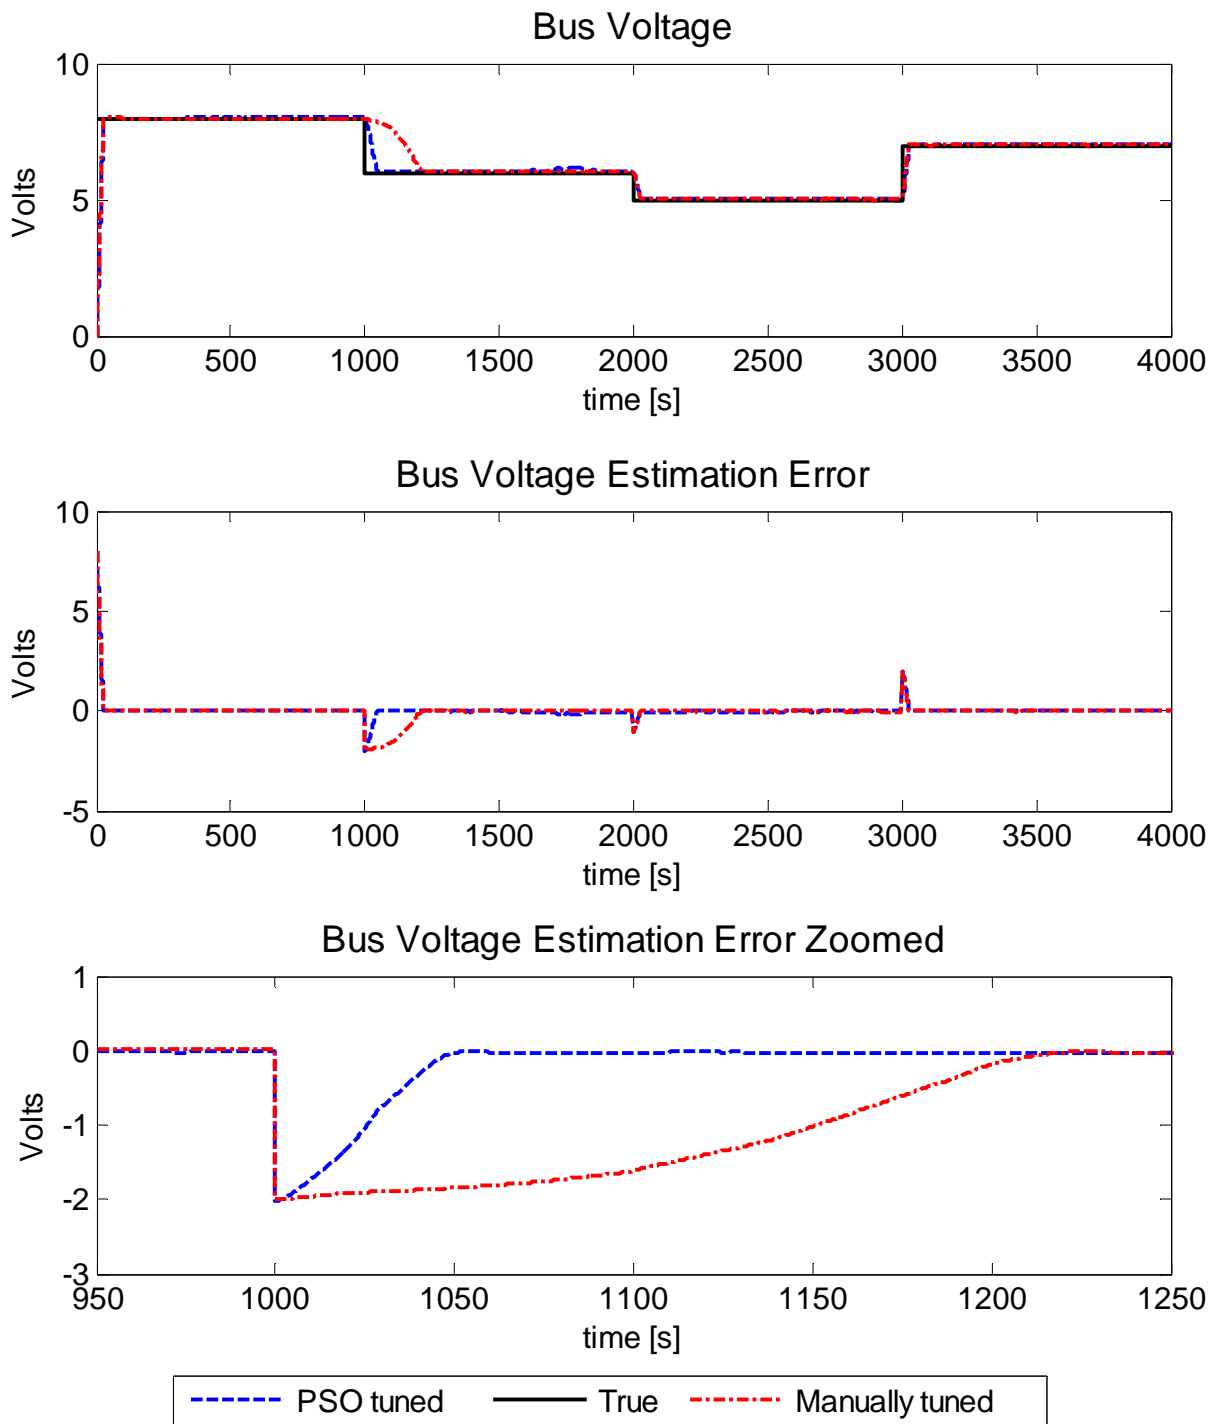 Bus Voltage
10
5
0
Volts
0 500 1000 1500 2000 2500 3000 3500 4000
time [s]
Bus Voltage Estimation Error
10
5
0
-5
Volts
0 500 1000 1500 2000 2500 3000 3500 4000
time [s]
Bus Voltage Estimation Error Zoomed
1
0
-1
-2
-3
Volts
950 1000 1050 1100 1150 1200 1250
time [s]
PSO tuned True Manually tuned